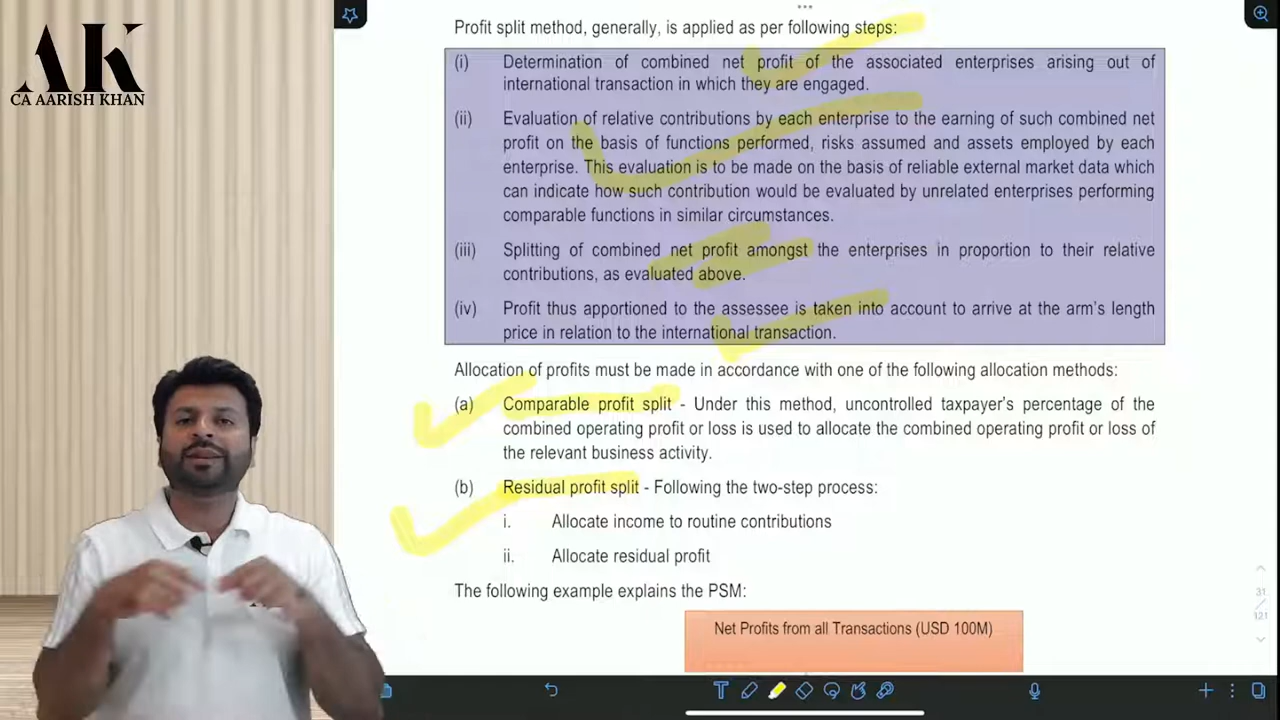 AK
CA AARISH KHAN
Profit split method, generally, is applied as per following steps:
(i) Determination of combined net profit of the associated enterprises arising out of
international transaction in which they are engaged.
(ii) Evaluation of relative contributions by each enterprise to the earning of such combined net
profit on the basis of functions performed, risks assumed and assets employed by each
enterprise. This evaluation is to be made on the basis of reliable external market data which
can indicate how such contribution would be evaluated by unrelated enterprises performing
comparable functions in similar circumstances.
(iii) Splitting of combined net profit amongst the enterprises in proportion to their relative
contributions, as evaluated above.
(iv) Profit thus apportioned to the assessee is taken into account to arrive at the arm's length
price in relation to the international transaction.
Allocation of profits must be made in accordance with one of the following allocation methods:
(a) Comparable profit split - Under this method, uncontrolled taxpayer's percentage of the
combined operating profit or loss is used to allocate the combined operating profit or loss of
the relevant business activity.
(b) Residual profit split - Following the two-step process:
i. Allocate income to routine contributions
ii. Allocate residual profit
The following example explains the PSM:
Net Profits from all Transactions (USD 100M)
31
/
121